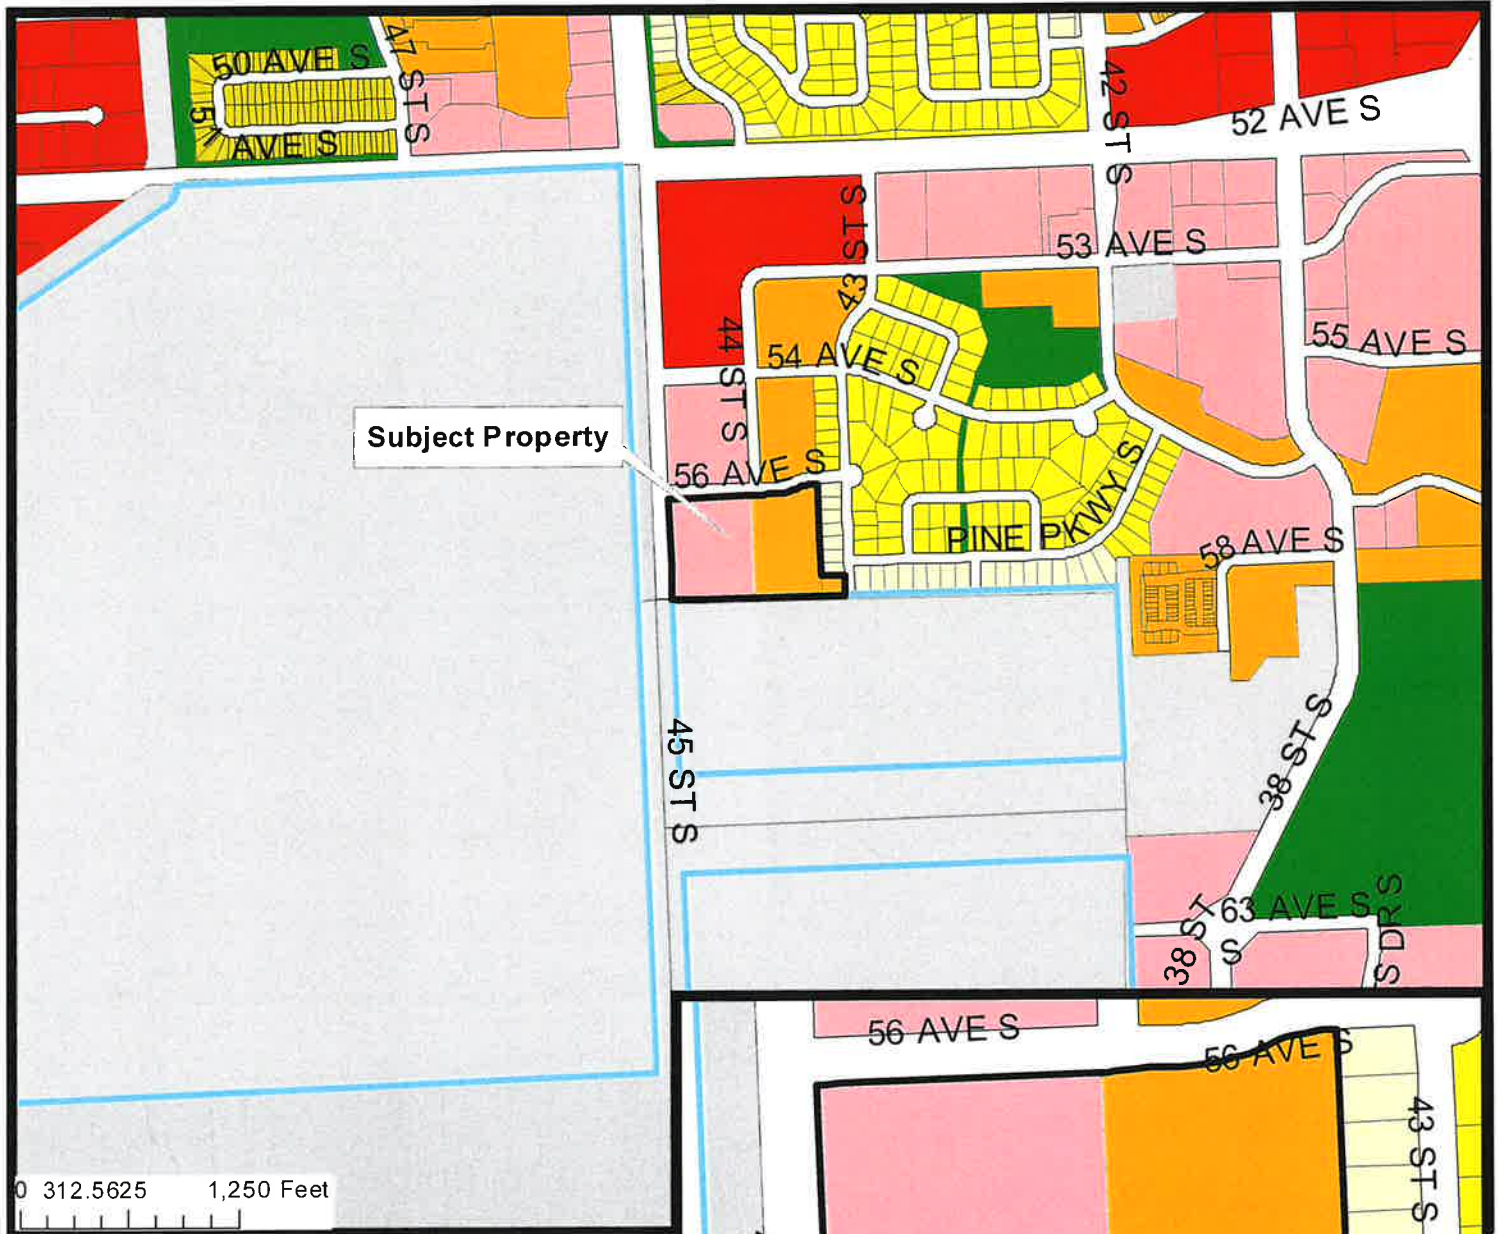 50 AVE S
47 ST S
51
AVE S
42 ST S
52 AVE S
43 ST S
53 AVE S
44 ST S
54 AVE S
55 AVE S
Subject Property
56 AVE S
PINE PKWY S
58 AVE S
45 ST S
38 ST S
63 AVE S
38 ST S
S DR S
56 AVE S
56 AVE S
43 ST S
0 312.5625 1,250 Feet